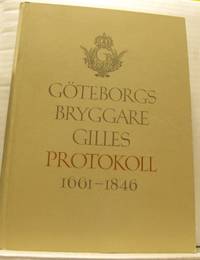 GÖTEBORGS
BRYGGARE
GILLES
PROTOKOLL
1661-1846